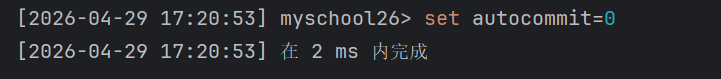 [2026-04-29 17:20:53] myschool26> set autocommit=0
[2026-04-29 17:20:53] 在 2 ms 内完成